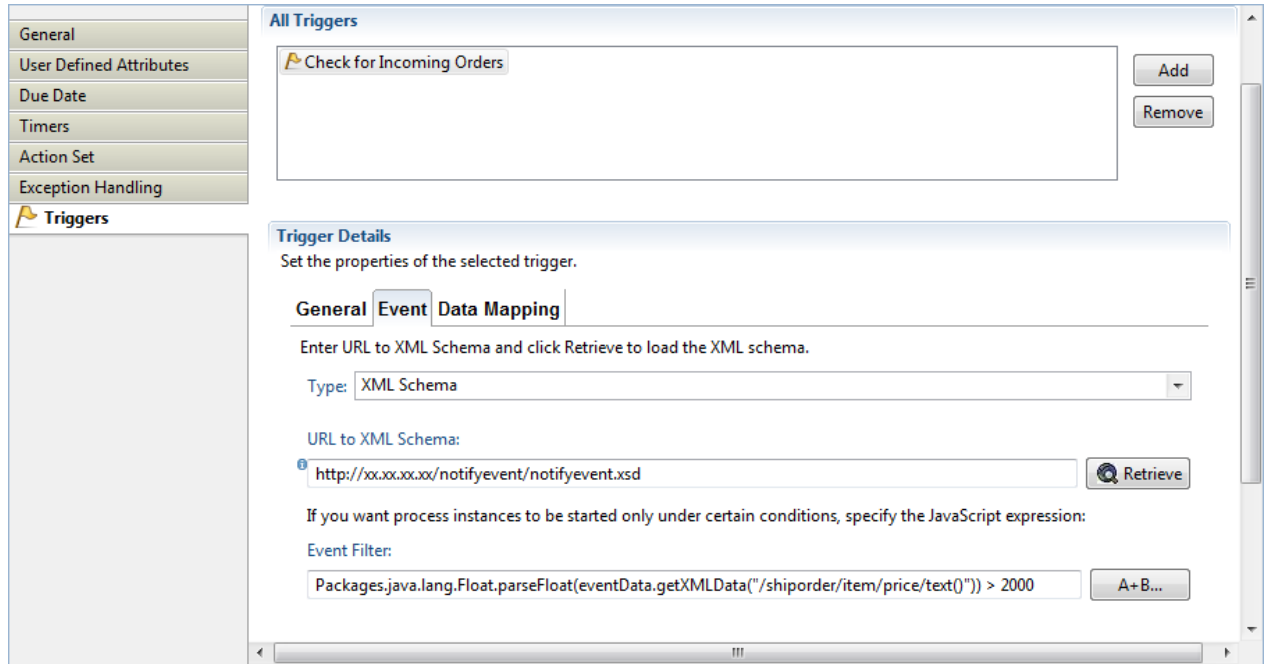 General
User Defined Attributes
Due Date
Timers
Action Set
Exception Handling
Triggers
All Triggers
Check for Incoming Orders
Add
Remove
Trigger Details
Set the properties of the selected trigger.
General Event Data Mapping
Enter URL to XML Schema and click Retrieve to load the XML schema.
Type: XML Schema
URL to XML Schema:
http://xx.xx.xx.xx/notifyevent/notifyevent.xsd Retrieve
If you want process instances to be started only under certain conditions, specify the JavaScript expression:
Event Filter:
Packages.java.lang.Float.parseFloat(eventData.getXMLData("/shiporder/item/price/text()")) > 2000 A+B...